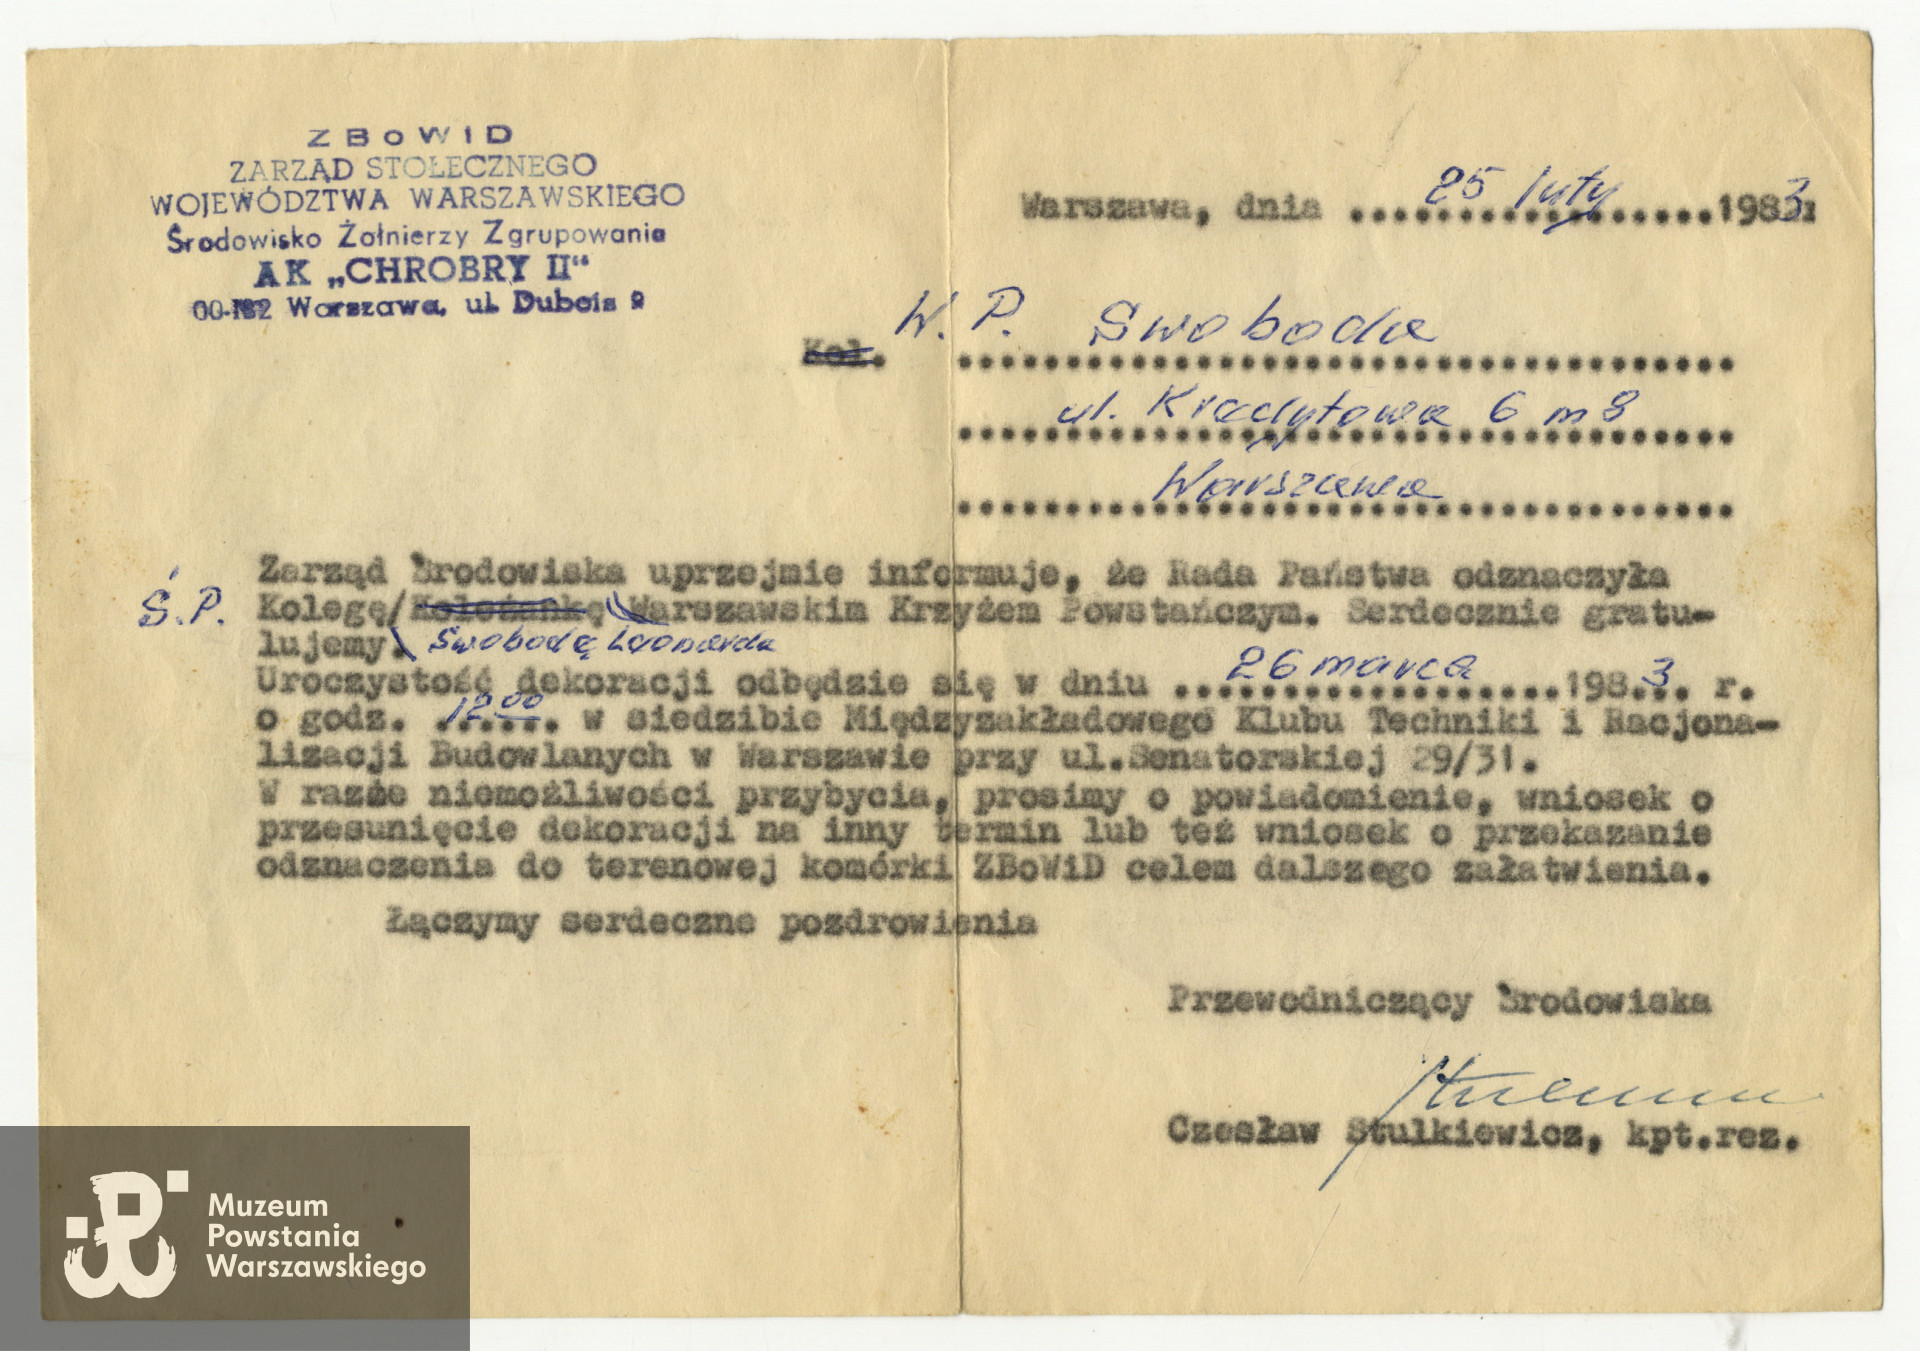 ZBoWiD
ZARZĄD STOŁECZNEGO
WOJEWÓDZTWA WARSZAWSKIEGO
Środowisko Żołnierzy Zgrupowania
AK „CHROBRY II"
Warszawa, ul. Dubois 9
Warszawa, dnia 25 luty 1983
Kol. W. P. Swoboda
ul. Kredytowa 6 m 8
Warszawa
Zarząd Środowiska uprzejmie informuje, że Rada Państwa odznaczyła
Ś.P. Kolegę/Koleżankę Warszawskim Krzyżem Powstańczym. Serdecznie gratu-
lujemy. Swobodę Leonarda
Uroczystość dekoracji odbędzie się w dniu 26 marca 1983. r.
o godz. 12⁰⁰ w siedzibie Międzyzakładowego Klubu Techniki i Racjona-
lizacji Budowlanych w Warszawie przy ul.Senatorskiej 29/31.
W razie niemożliwości przybycia, prosimy o powiadomienie, wniosek o
przesunięcie dekoracji na inny termin lub też wniosek o przekazanie
odznaczenia do terenowej komórki ZBoWiD celem dalszego załatwienia.
Łączymy serdeczne pozdrowienia
Przewodniczący Środowiska
Czesław Stulkiewicz, kpt.rez.
Muzeum
Powstania
Warszawskiego